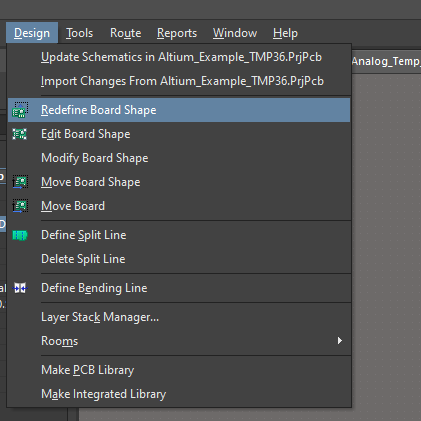 Design Tools Route Reports Window Help
Update Schematics in Altium_Example_TMP36.PrjPcb
Analog_Temp_
Import Changes From Altium_Example_TMP36.PrjPcb
Redefine Board Shape
Edit Board Shape
Modify Board Shape
Move Board Shape
Move Board
Define Split Line
Delete Split Line
Define Bending Line
Layer Stack Manager...
Rooms
Make PCB Library
Make Integrated Library